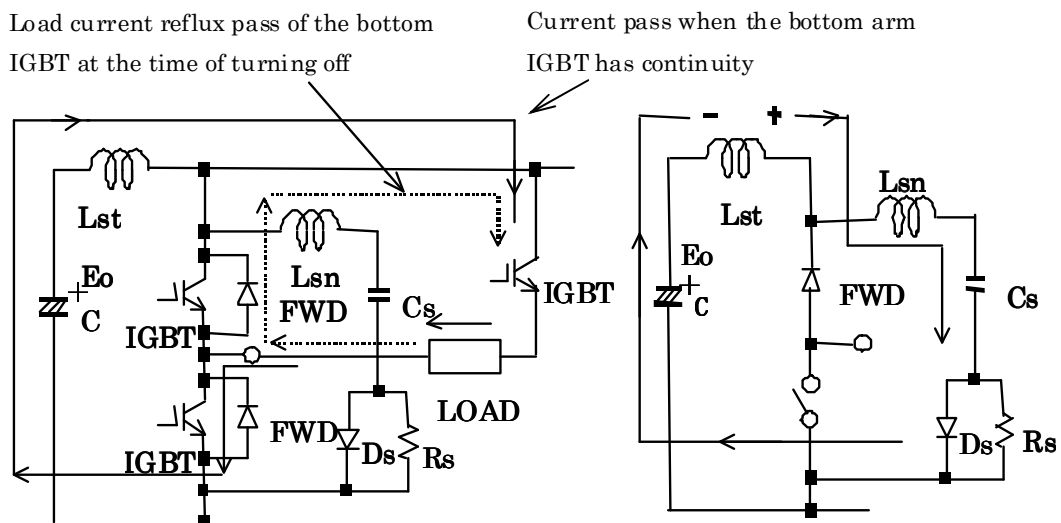 Load current reflux pass of the bottom
IGBT at the time of turning off
Current pass when the bottom arm
IGBT has continuity
Lst
+Eo
C
Lsn
FWD
Cs
IGBT
IGBT
LOAD
FWD
IGBT
Ds
Rs
- +
Lst
Lsn
+Eo
C
FWD
Cs
Ds
Rs